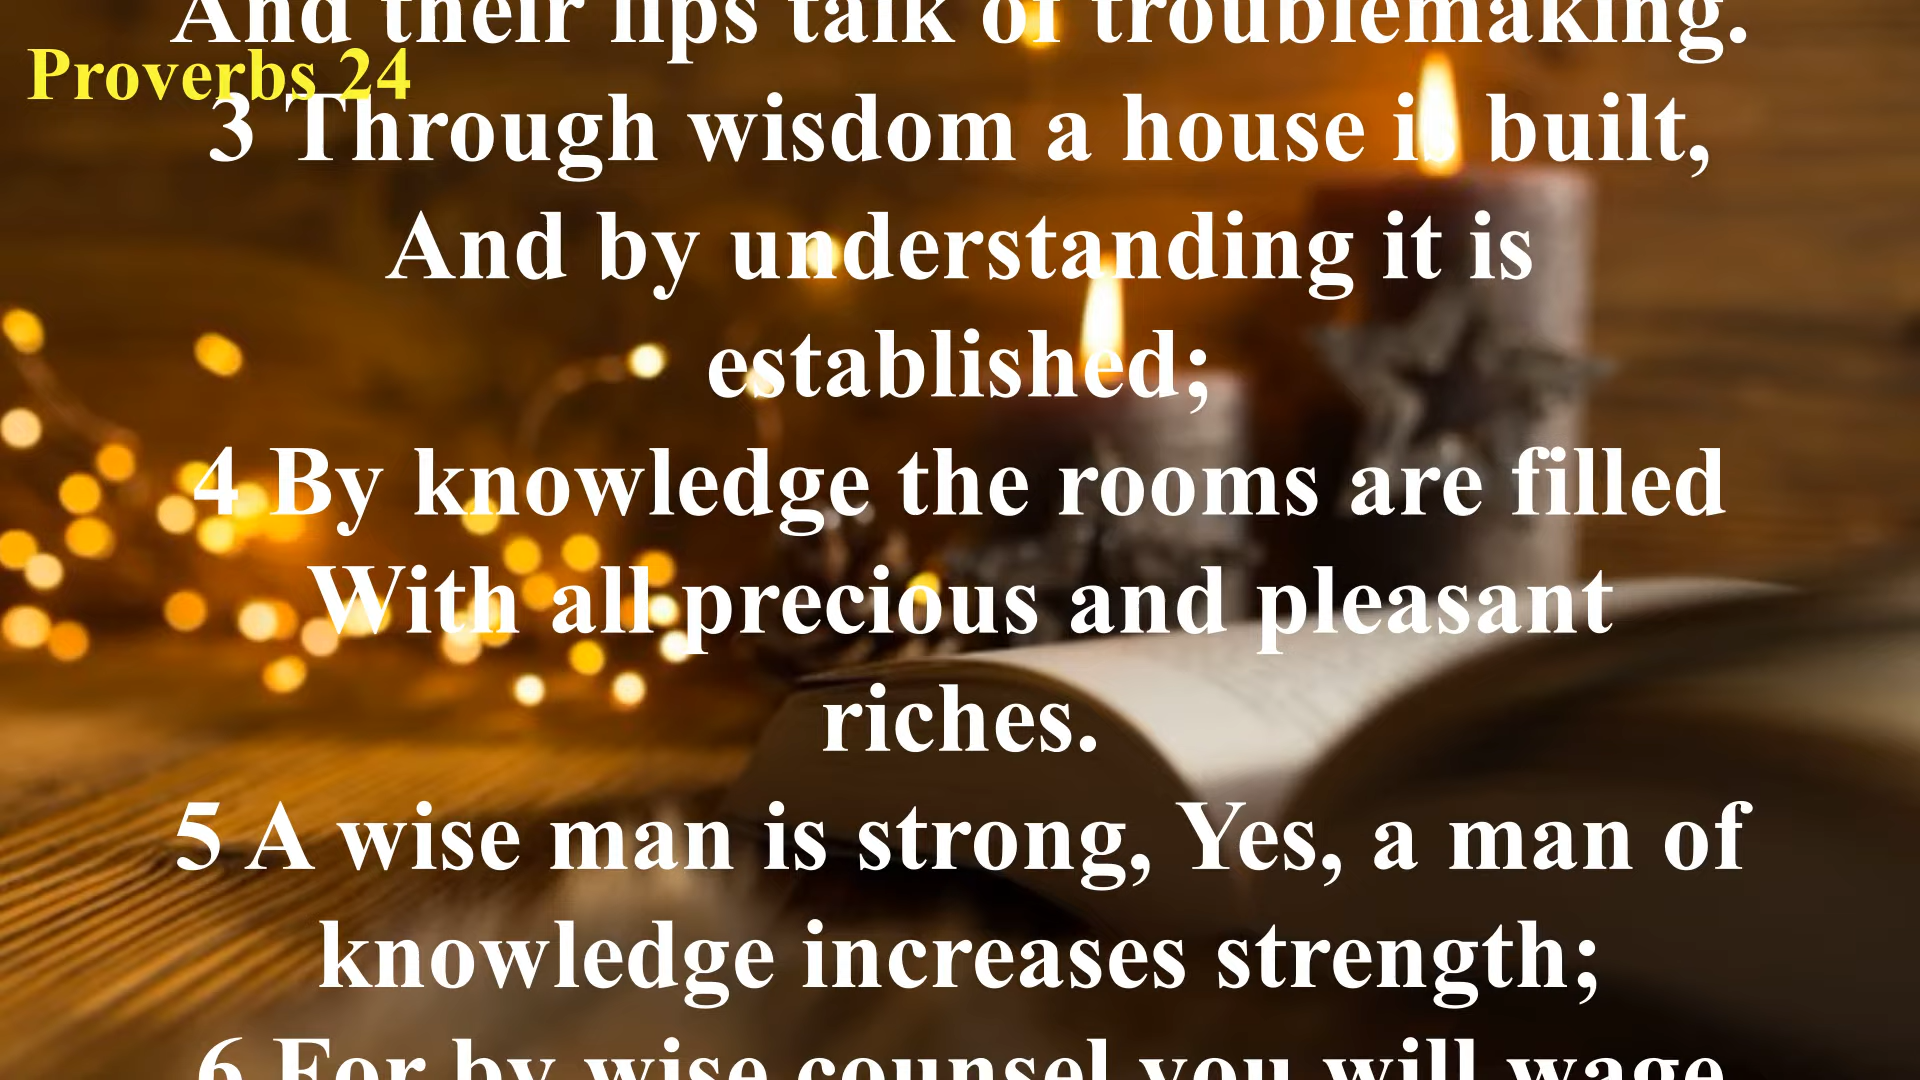 And their lips talk of troublemaking.
Proverbs 24
3 Through wisdom a house is built,
And by understanding it is
established;
4 By knowledge the rooms are filled
With all precious and pleasant
riches.
5 A wise man is strong, Yes, a man of
knowledge increases strength;
6 For by wise counsel you will wage